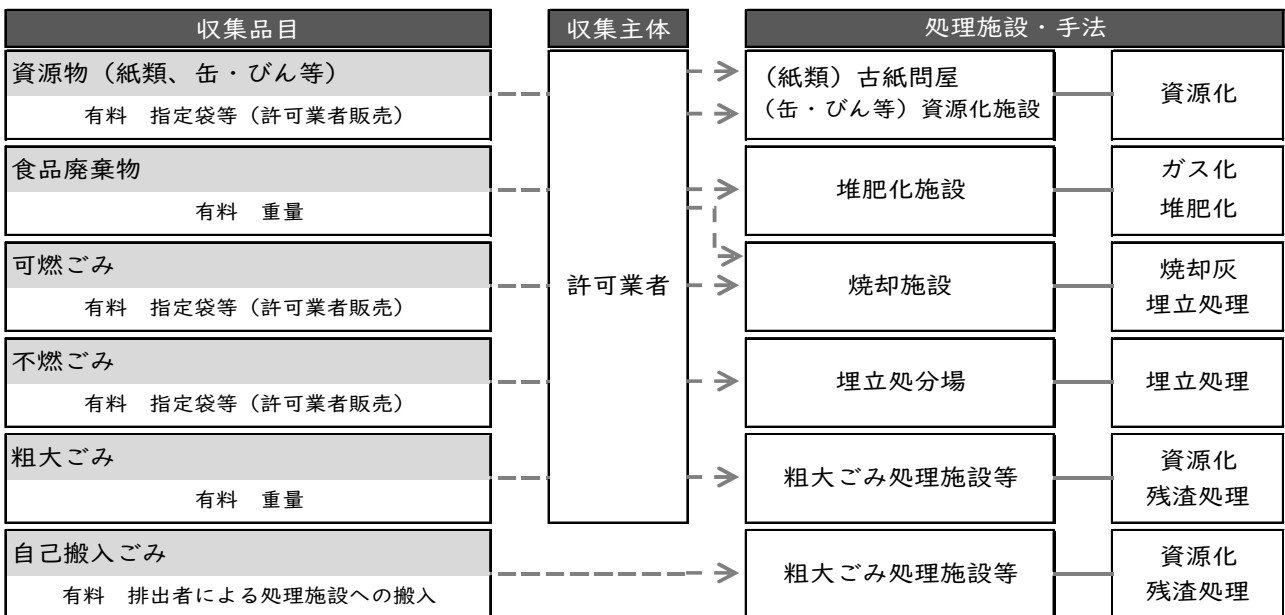 収集品目
収集主体
処理施設・手法
資源物（紙類、缶・びん等）
有料　指定袋等（許可業者販売）
（紙類）古紙問屋
（缶・びん等）資源化施設
資源化
食品廃棄物
有料　重量
堆肥化施設
ガス化
堆肥化
可燃ごみ
有料　指定袋等（許可業者販売）
許可業者
焼却施設
焼却灰
埋立処理
不燃ごみ
有料　指定袋等（許可業者販売）
埋立処分場
埋立処理
粗大ごみ
有料　重量
粗大ごみ処理施設等
資源化
残渣処理
自己搬入ごみ
有料　排出者による処理施設への搬入
粗大ごみ処理施設等
資源化
残渣処理